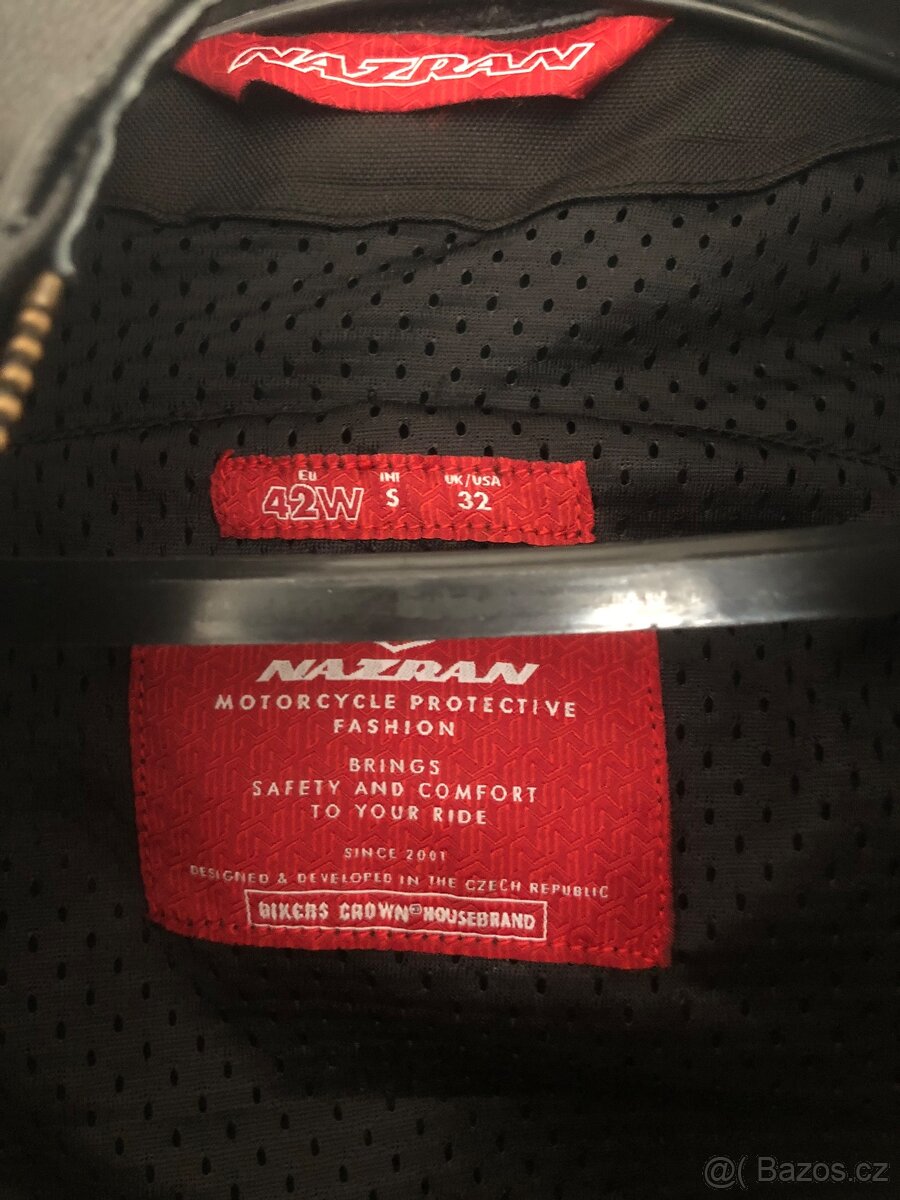 NAZRAN
EU INT UK/USA
42W S 32
NAZRAN
MOTORCYCLE PROTECTIVE
FASHION
BRINGS
SAFETY AND COMFORT
TO YOUR RIDE
SINCE 2001
DESIGNED & DEVELOPED IN THE CZECH REPUBLIC
BIKERS CROWN® HOUSEBRAND
@( Bazos.cz